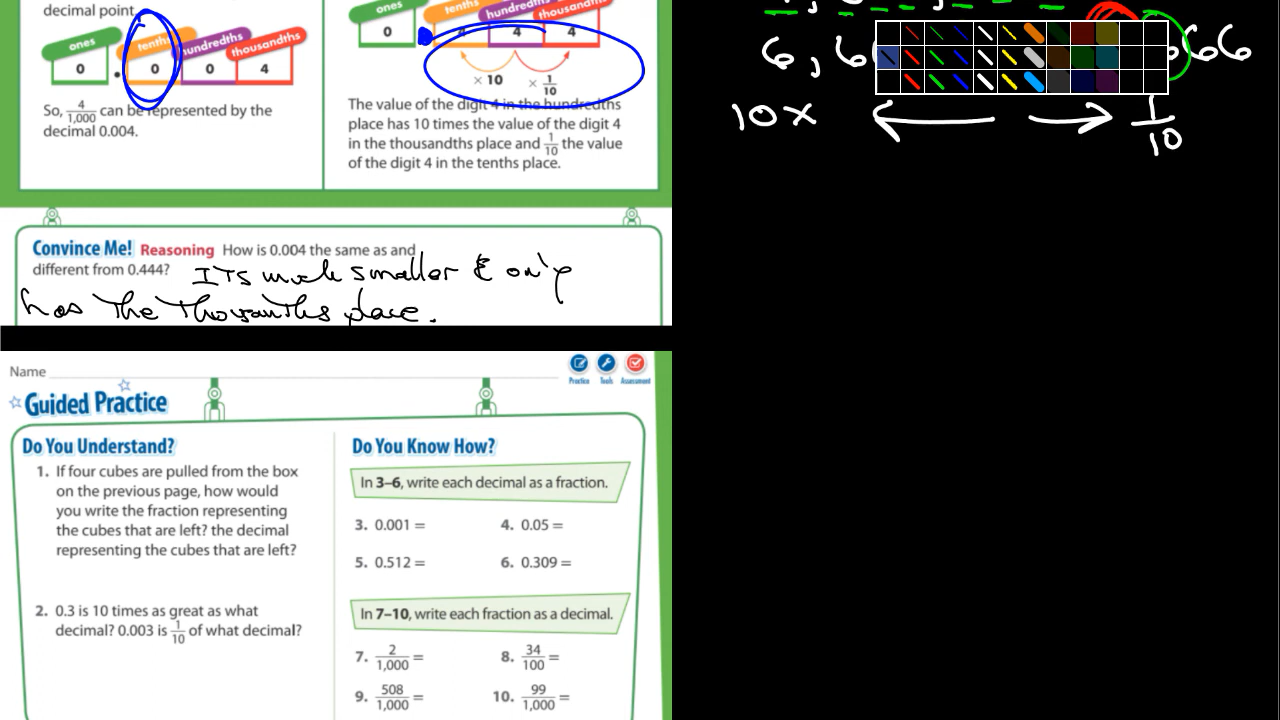 decimal point.
ones tenths hundredths thousandths
0 . 0 0 4
So, 4/1,000 can be represented by the
decimal 0.004.
ones tenths hundredths thousandths
0 4 4 4
× 10 × 1/10
The value of the digit 4 in the hundredths
place has 10 times the value of the digit 4
in the thousandths place and 1/10 the value
of the digit 4 in the tenths place.
6, 6 66
10x 1/10
Convince Me! Reasoning How is 0.004 the same as and
different from 0.444?
ITs much smaller & only
has The Thousanths place.
Name
Practice Tools Assessment
Guided Practice
Do You Understand?
1. If four cubes are pulled from the box
on the previous page, how would
you write the fraction representing
the cubes that are left? the decimal
representing the cubes that are left?
2. 0.3 is 10 times as great as what
decimal? 0.003 is 1/10 of what decimal?
Do You Know How?
In 3–6, write each decimal as a fraction.
3. 0.001 = 4. 0.05 =
5. 0.512 = 6. 0.309 =
In 7–10, write each fraction as a decimal.
7. 2/1,000 = 8. 34/100 =
9. 508/1,000 = 10. 99/1,000 =